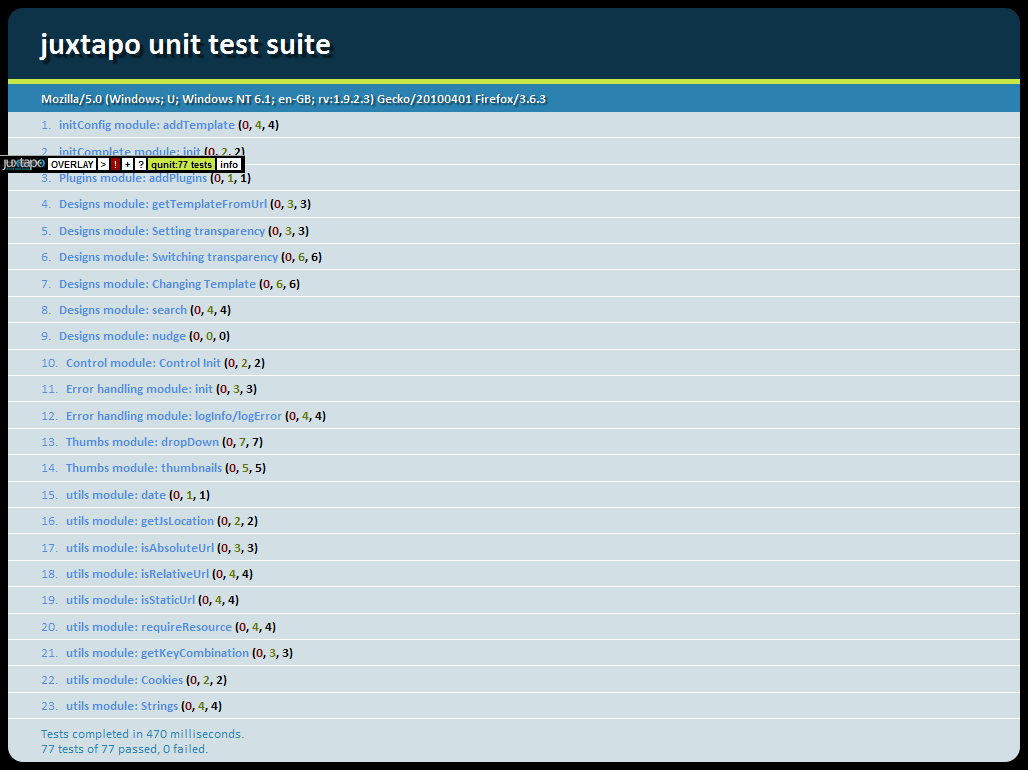 juxtapo unit test suite
Mozilla/5.0 (Windows; U; Windows NT 6.1; en-GB; rv:1.9.2.3) Gecko/20100401 Firefox/3.6.3
1. initConfig module: addTemplate (0, 4, 4)
2. initComplete module: init (0, 2, 2)
juxtapo OVERLAY > ! + ? qunit:77 tests info
3. Plugins module: addPlugins (0, 1, 1)
4. Designs module: getTemplateFromUrl (0, 3, 3)
5. Designs module: Setting transparency (0, 3, 3)
6. Designs module: Switching transparency (0, 6, 6)
7. Designs module: Changing Template (0, 6, 6)
8. Designs module: search (0, 4, 4)
9. Designs module: nudge (0, 0, 0)
10. Control module: Control Init (0, 2, 2)
11. Error handling module: init (0, 3, 3)
12. Error handling module: logInfo/logError (0, 4, 4)
13. Thumbs module: dropDown (0, 7, 7)
14. Thumbs module: thumbnails (0, 5, 5)
15. utils module: date (0, 1, 1)
16. utils module: getJsLocation (0, 2, 2)
17. utils module: isAbsoluteUrl (0, 3, 3)
18. utils module: isRelativeUrl (0, 4, 4)
19. utils module: isStaticUrl (0, 4, 4)
20. utils module: requireResource (0, 4, 4)
21. utils module: getKeyCombination (0, 3, 3)
22. utils module: Cookies (0, 2, 2)
23. utils module: Strings (0, 4, 4)
Tests completed in 470 milliseconds.
77 tests of 77 passed, 0 failed.